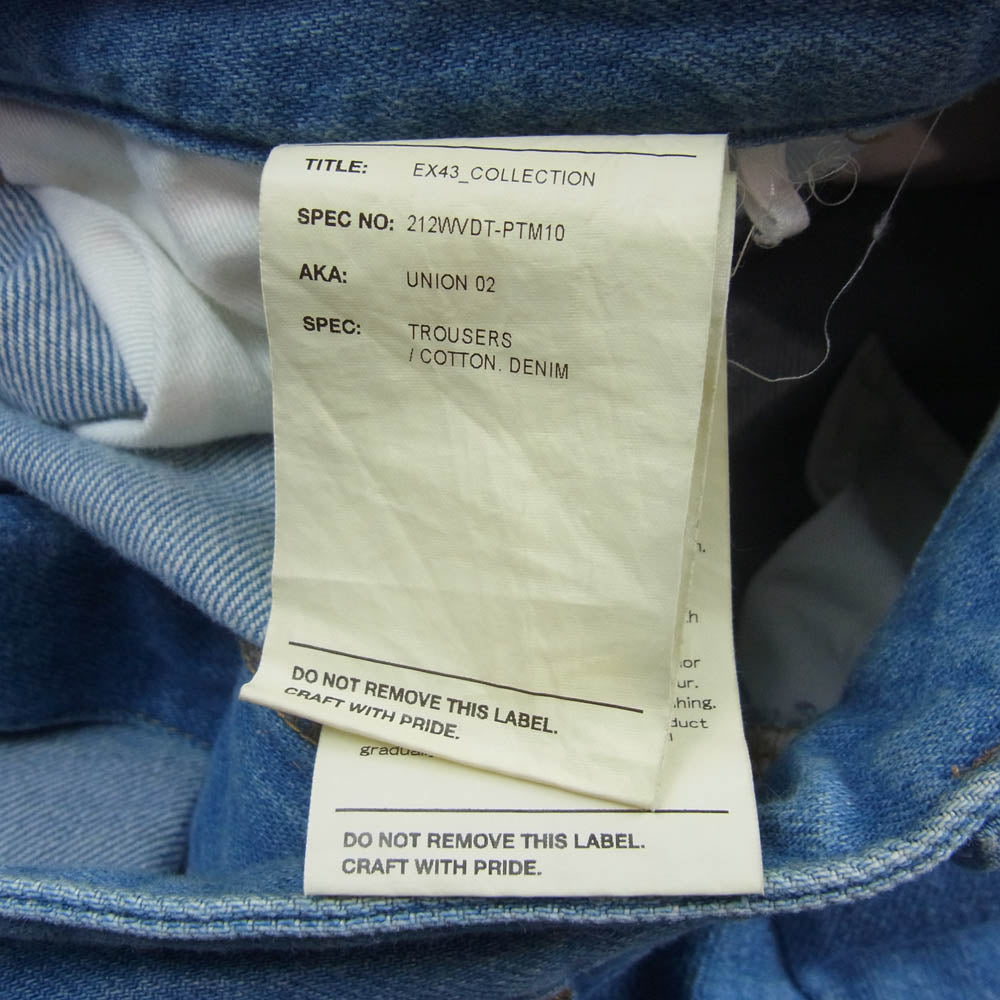 TITLE: EX43_COLLECTION
SPEC NO: 212WVDT-PTM10
AKA: UNION 02
SPEC: TROUSERS
/ COTTON. DENIM
DO NOT REMOVE THIS LABEL.
CRAFT WITH PRIDE.
DO NOT REMOVE THIS LABEL.
CRAFT WITH PRIDE.